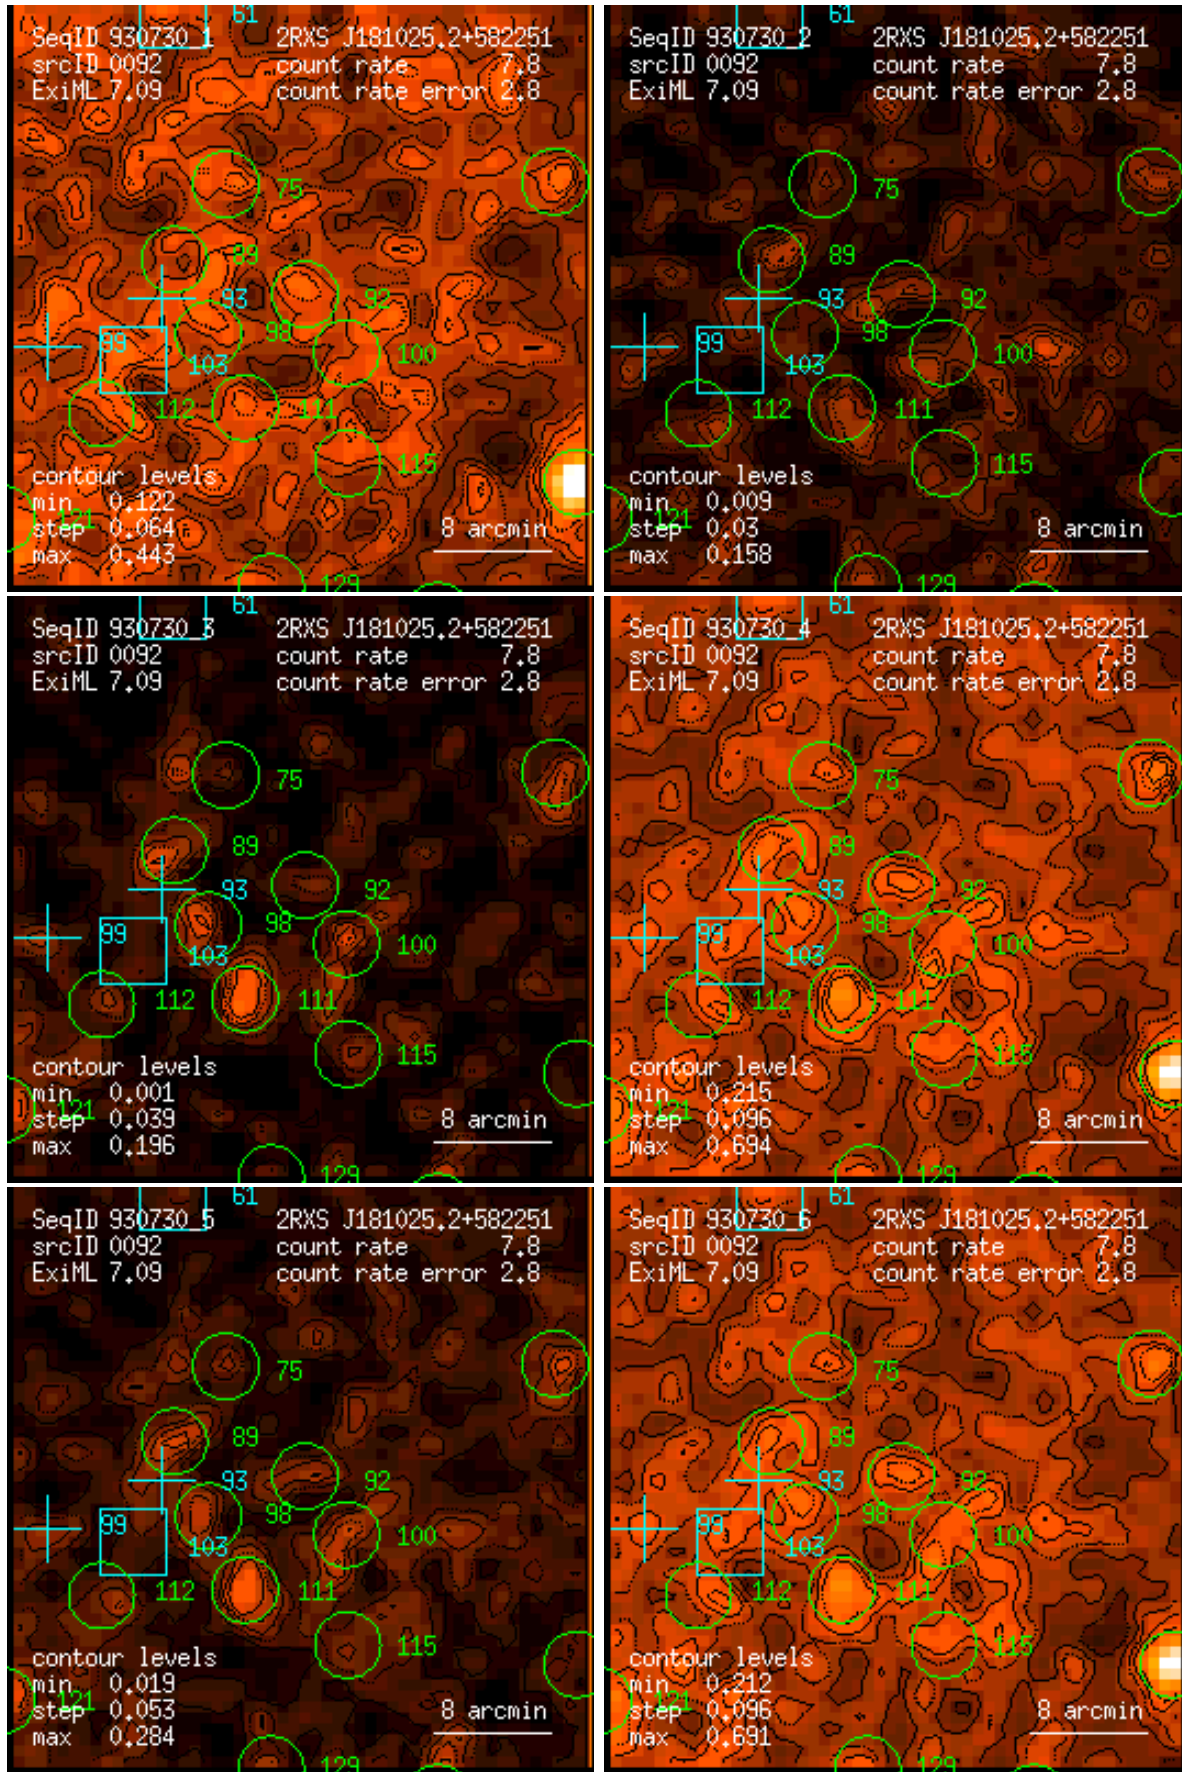 61
SeqID 930730_1 2RXS J181025.2+582251
srcID 0092 count rate 7.8
ExiML 7.09 count rate error 2.8
75
89
93 92
98
99 103 100
112 111
115
contour levels
min 0.122
121
step 0.064 8 arcmin
max 0.443
129
61
SeqID 930730_2 2RXS J181025.2+582251
srcID 0092 count rate 7.8
ExiML 7.09 count rate error 2.8
75
89
93 92
98
99 103 100
112 111
115
contour levels
min 0.009
121
step 0.03 8 arcmin
max 0.158
129
61
SeqID 930730_3 2RXS J181025.2+582251
srcID 0092 count rate 7.8
ExiML 7.09 count rate error 2.8
75
89
93 92
98
99 103 100
112 111
115
contour levels
min 0.001
121
step 0.039 8 arcmin
max 0.196
129
61
SeqID 930730_4 2RXS J181025.2+582251
srcID 0092 count rate 7.8
ExiML 7.09 count rate error 2.8
75
89
93 92
98
99 103 100
112 111
115
contour levels
min 0.215
121
step 0.096 8 arcmin
max 0.694
129
61
SeqID 930730_5 2RXS J181025.2+582251
srcID 0092 count rate 7.8
ExiML 7.09 count rate error 2.8
75
89
93 92
98
99 103 100
112 111
115
contour levels
min 0.019
121
step 0.053 8 arcmin
max 0.284
129
61
SeqID 930730_6 2RXS J181025.2+582251
srcID 0092 count rate 7.8
ExiML 7.09 count rate error 2.8
75
89
93 92
98
99 103 100
112 111
115
contour levels
min 0.212
121
step 0.096 8 arcmin
max 0.691
129